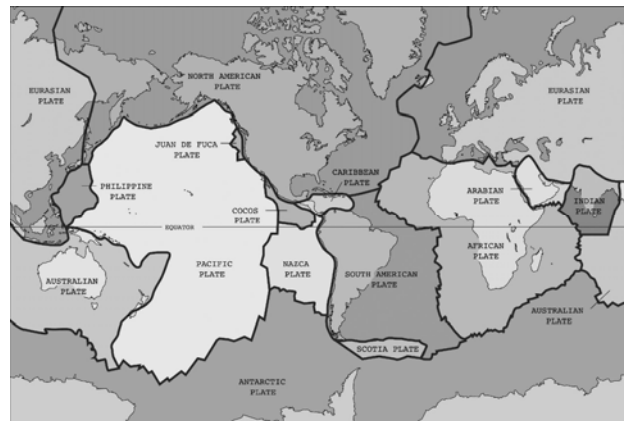 NORTH AMERICAN
PLATE
EURASIAN
PLATE
EURASIAN
PLATE
JUAN DE FUCA
PLATE
CARIBBEAN
PLATE
PHILIPPINE
PLATE
ARABIAN
PLATE
INDIAN
PLATE
COCOS
PLATE
EQUATOR
AFRICAN
PLATE
PACIFIC
PLATE
NAZCA
PLATE
SOUTH AMERICAN
PLATE
AUSTRALIAN
PLATE
AUSTRALIAN
PLATE
SCOTIA PLATE
ANTARCTIC
PLATE